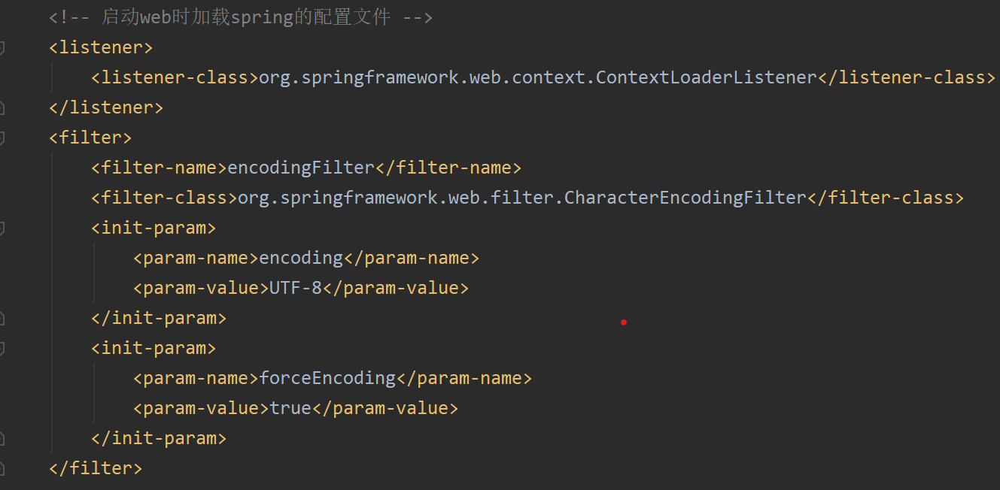 <!-- 启动web时加载spring的配置文件 -->
<listener>
<listener-class>org.springframework.web.context.ContextLoaderListener</listener-class>
</listener>
<filter>
<filter-name>encodingFilter</filter-name>
<filter-class>org.springframework.web.filter.CharacterEncodingFilter</filter-class>
<init-param>
<param-name>encoding</param-name>
<param-value>UTF-8</param-value>
</init-param>
<init-param>
<param-name>forceEncoding</param-name>
<param-value>true</param-value>
</init-param>
</filter>